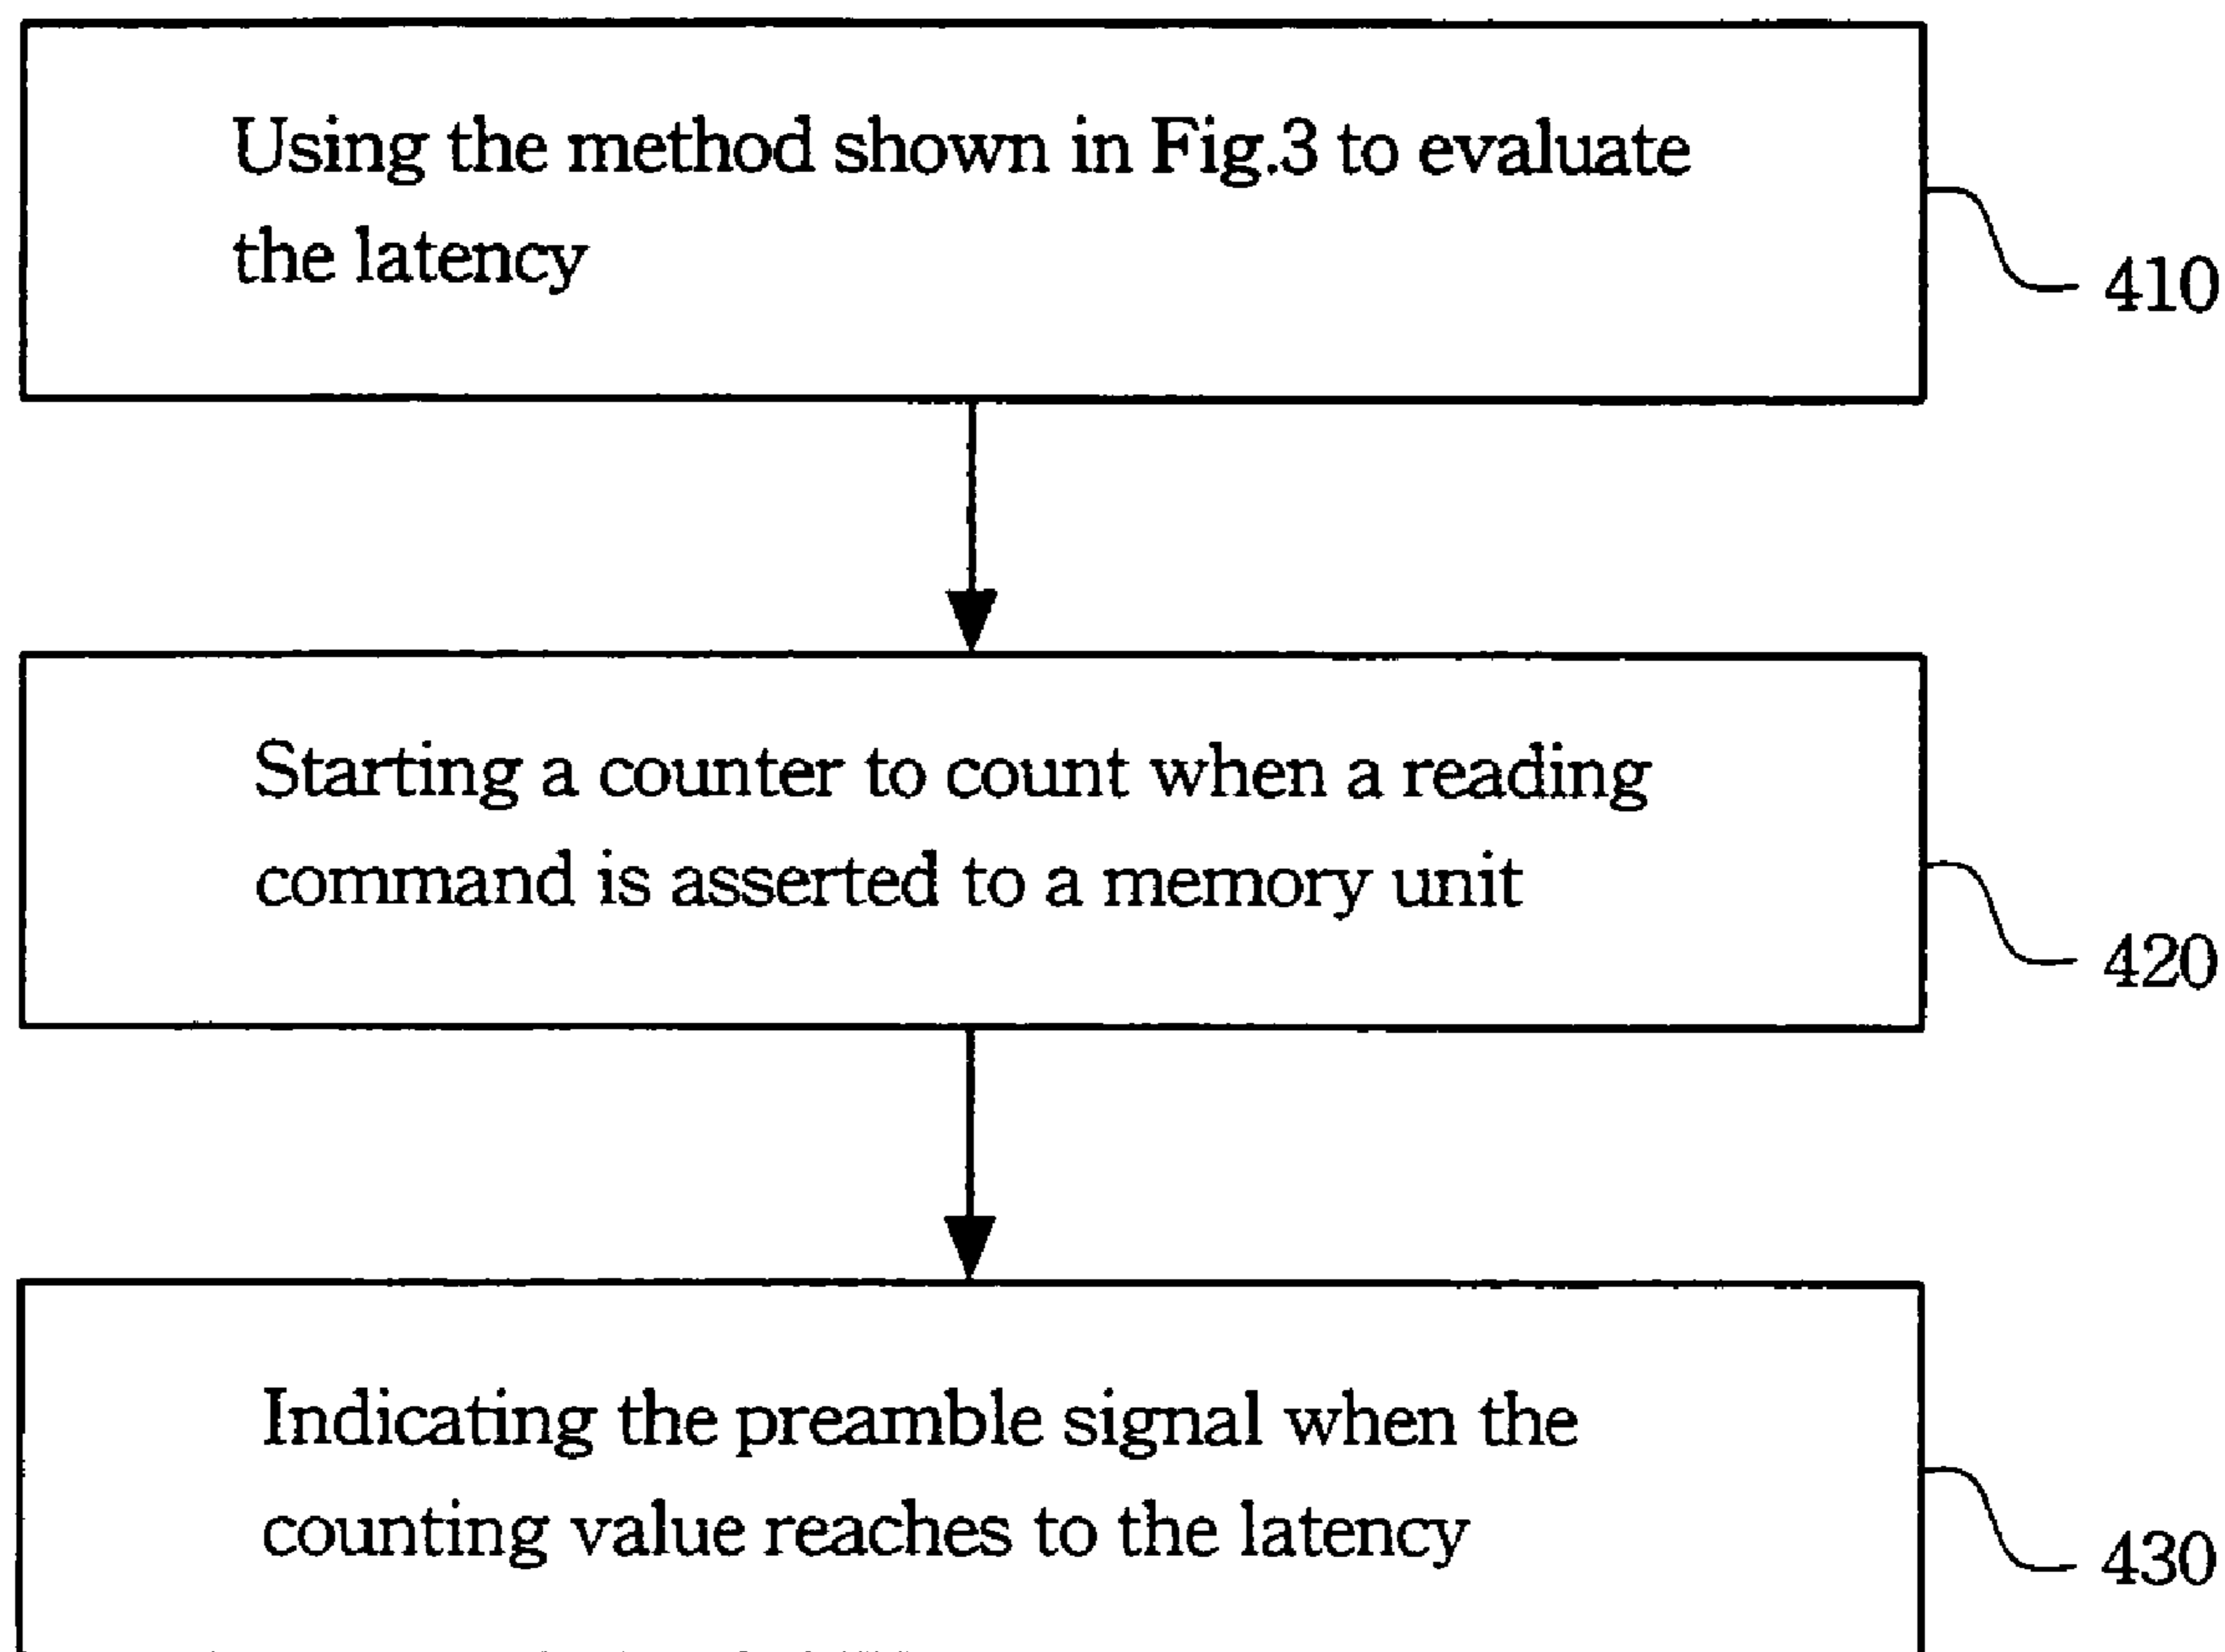 Using the method shown in Fig.3 to evaluate
the latency
410
Starting a counter to count when a reading
command is asserted to a memory unit
420
Indicating the preamble signal when the
counting value reaches to the latency
430